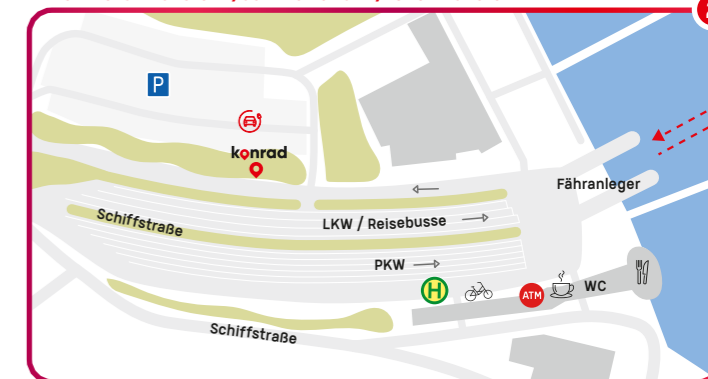 P
konrad
Fähranleger
Schiffstraße
LKW / Reisebusse
PKW
H
ATM
WC
Schiffstraße